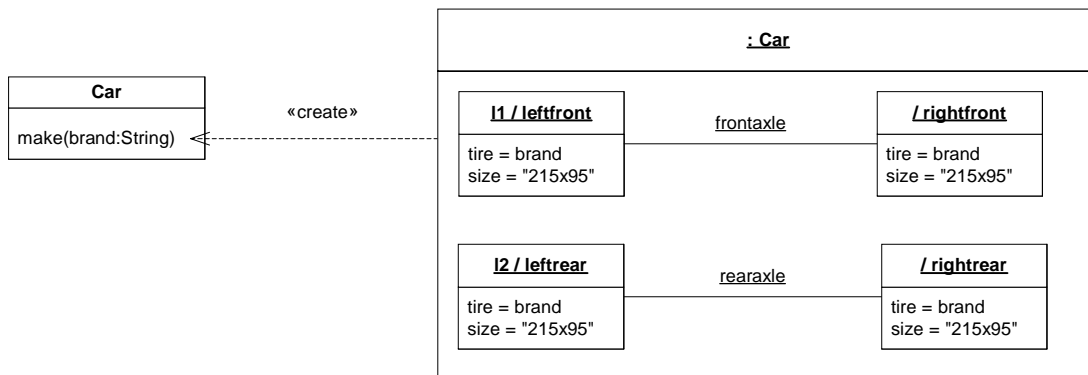 : Car
Car
make(brand:String)
«create»
l1 / leftfront
tire = brand
size = "215x95"
frontaxle
/ rightfront
tire = brand
size = "215x95"
l2 / leftrear
tire = brand
size = "215x95"
rearaxle
/ rightrear
tire = brand
size = "215x95"